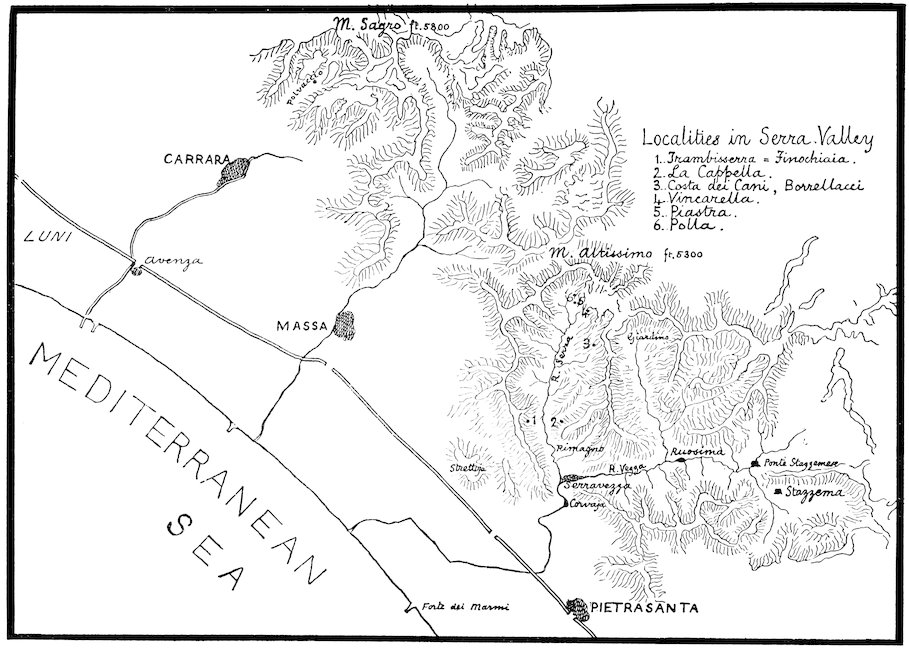 M. Sagro ft. 5800
Polvaccio
CARRARA
Localities in Serra Valley
1. Trambisserra = Finochiaia.
2. La Cappella.
3. Costa dei Cani, Borrellacci
4. Vincarella.
5. Piastra.
6. Polla.
LUNI
Avenza
M. Altissimo ft. 5300
MASSA
6
5
4
3
Giardino
R. Serra
MEDITERRANEAN
SEA
1
2
Rimagno
Strettoja
R. Vezza
Ruosina
Ponte Stazzemese
Serravezza
Stazzema
Corvaja
Forte dei Marmi
PIETRASANTA